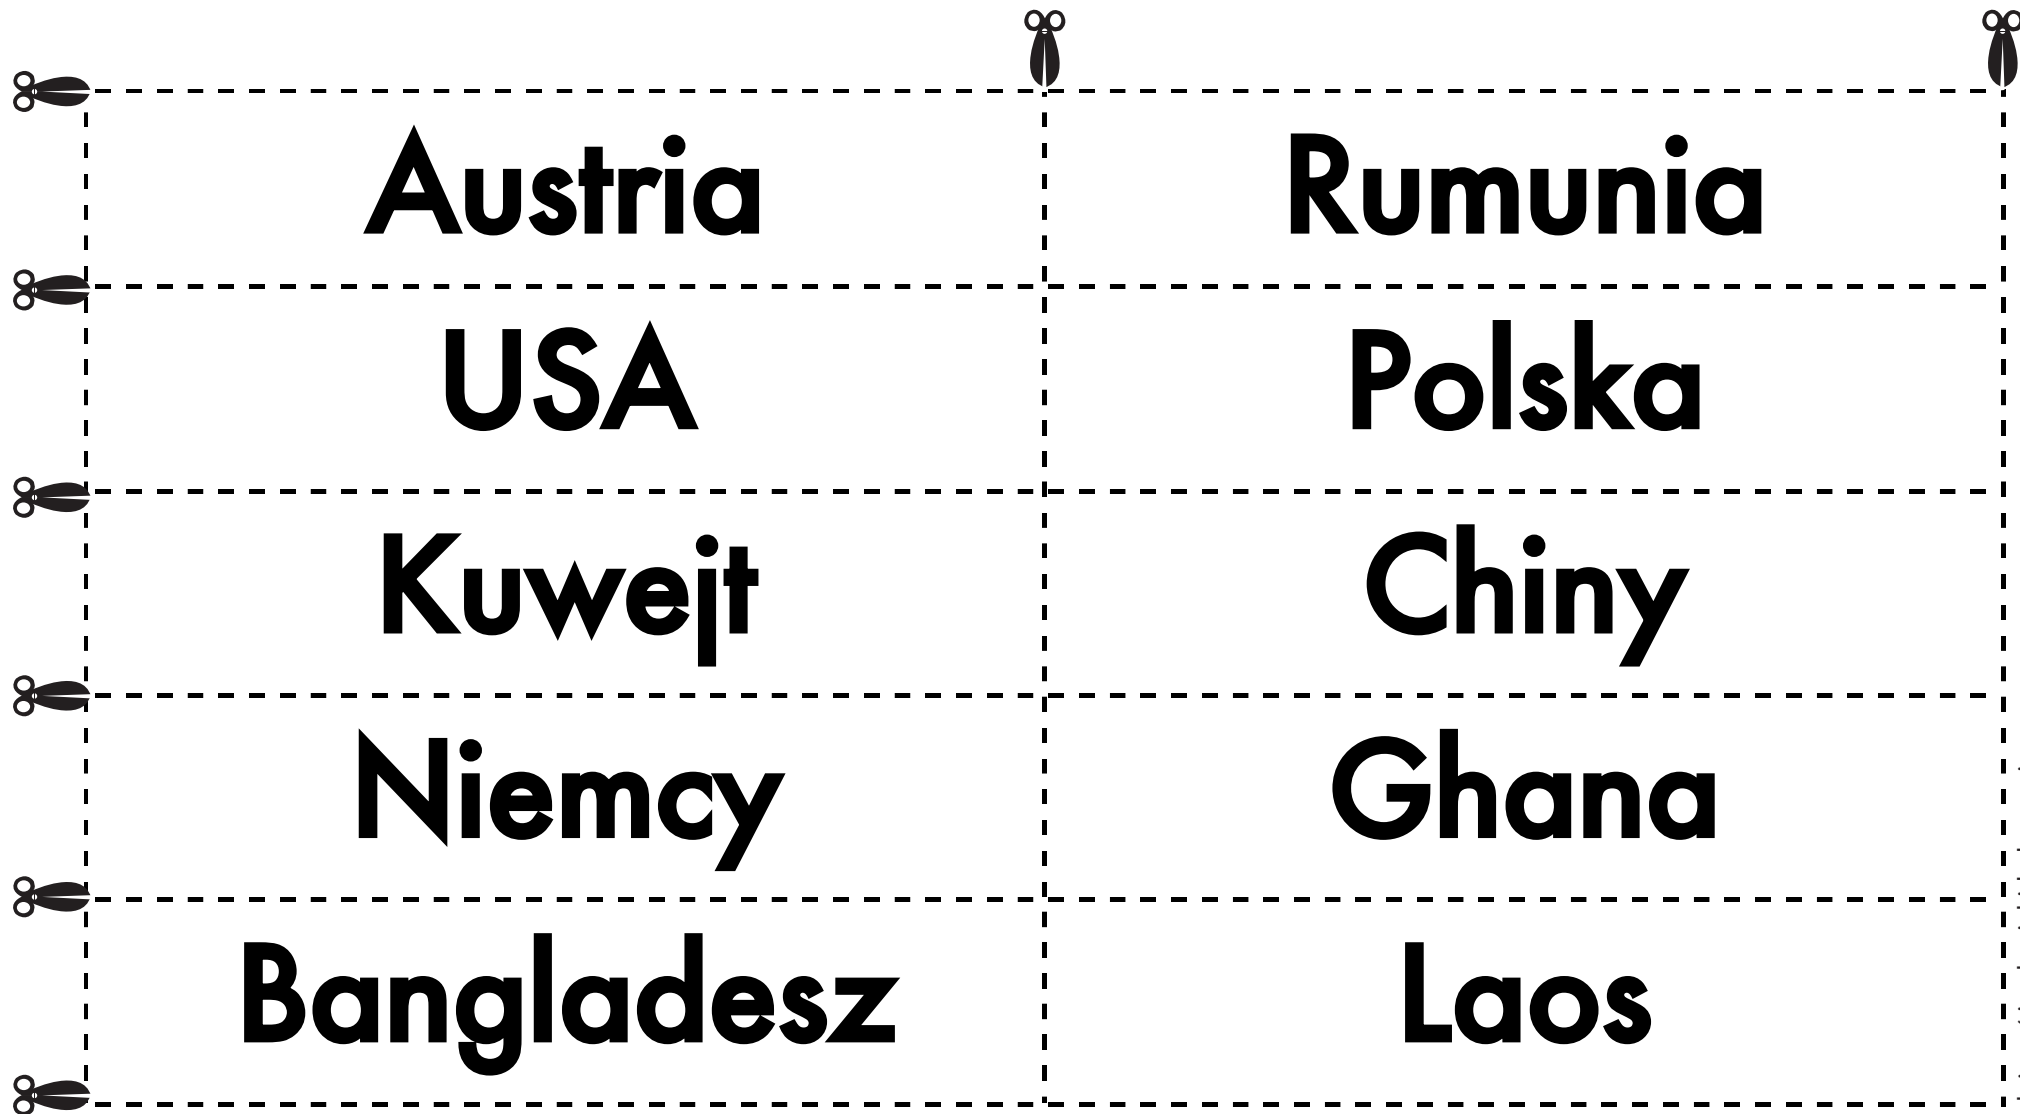 Austria
Rumunia
USA
Polska
Kuwejt
Chiny
Niemcy
Ghana
Bangladesz
Laos